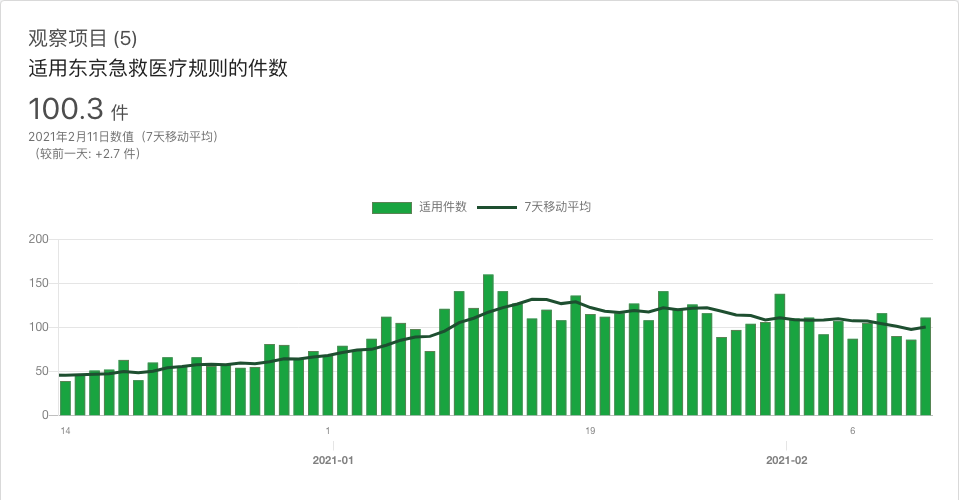 观察项目 (5)
适用东京急救医疗规则的件数
100.3 件
2021年2月11日数值（7天移动平均）
（较前一天: +2.7 件）
适用件数 7天移动平均
200
150
100
50
0
14 1 19 6
2021-01 2021-02